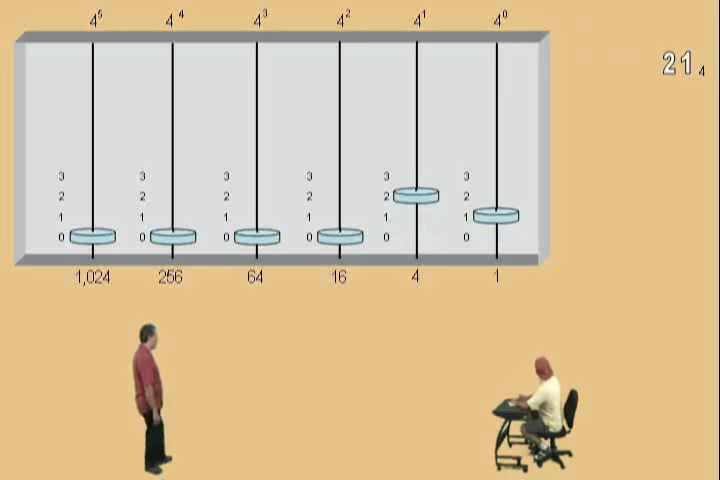 4⁵ 4⁴ 4³ 4² 4¹ 4⁰
21₄
3 3 3 3 3 3
2 2 2 2 2 2
1 1 1 1 1 1
0 0 0 0 0 0
1,024 256 64 16 4 1